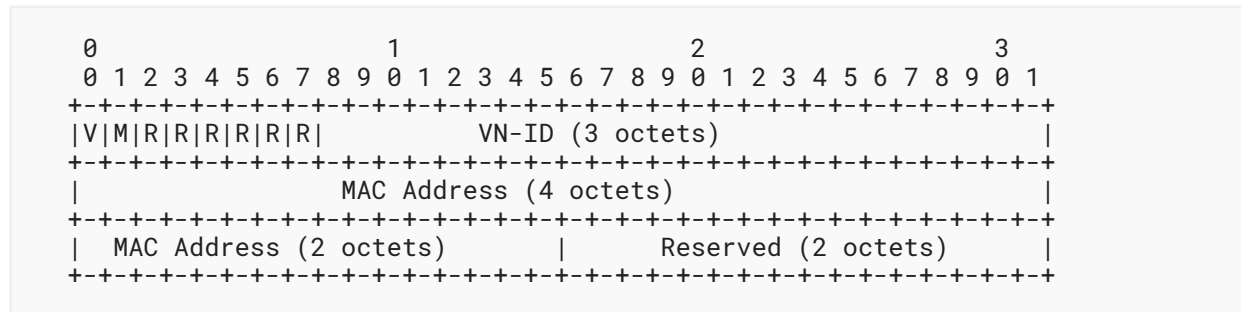 0                   1                   2                   3
 0 1 2 3 4 5 6 7 8 9 0 1 2 3 4 5 6 7 8 9 0 1 2 3 4 5 6 7 8 9 0 1
+-+-+-+-+-+-+-+-+-+-+-+-+-+-+-+-+-+-+-+-+-+-+-+-+-+-+-+-+-+-+-+-+
|V|M|R|R|R|R|R|R|          VN-ID (3 octets)                     |
+-+-+-+-+-+-+-+-+-+-+-+-+-+-+-+-+-+-+-+-+-+-+-+-+-+-+-+-+-+-+-+-+
|                 MAC Address (4 octets)                        |
+-+-+-+-+-+-+-+-+-+-+-+-+-+-+-+-+-+-+-+-+-+-+-+-+-+-+-+-+-+-+-+-+
|  MAC Address (2 octets)       |      Reserved (2 octets)      |
+-+-+-+-+-+-+-+-+-+-+-+-+-+-+-+-+-+-+-+-+-+-+-+-+-+-+-+-+-+-+-+-+